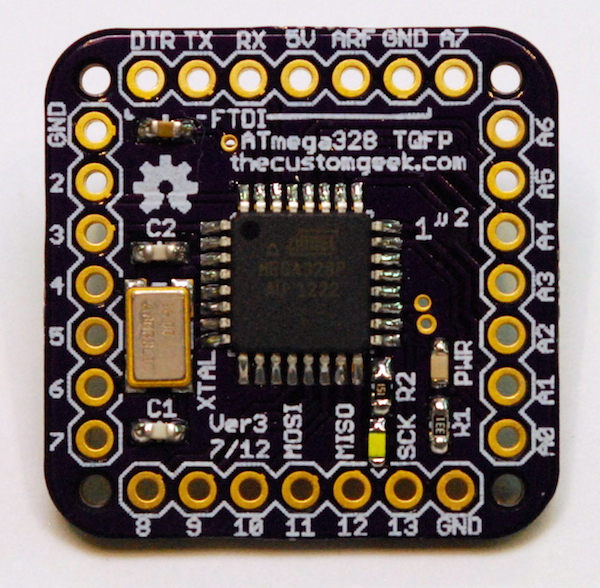 DTR TX RX 5V ARF GND A7
FTDI
ATmega328 TQFP
thecustomgeek.com
GND
2
3
4
5
6
7
A6
A5
A4
A3
A2
A1
A0
C2
1"²
MEGA328P
AU 1222
XTAL
C1
Ver3
7/12
MOSI
MISO
SCK
R2
151
PWR
R1
8 9 10 11 12 13 GND